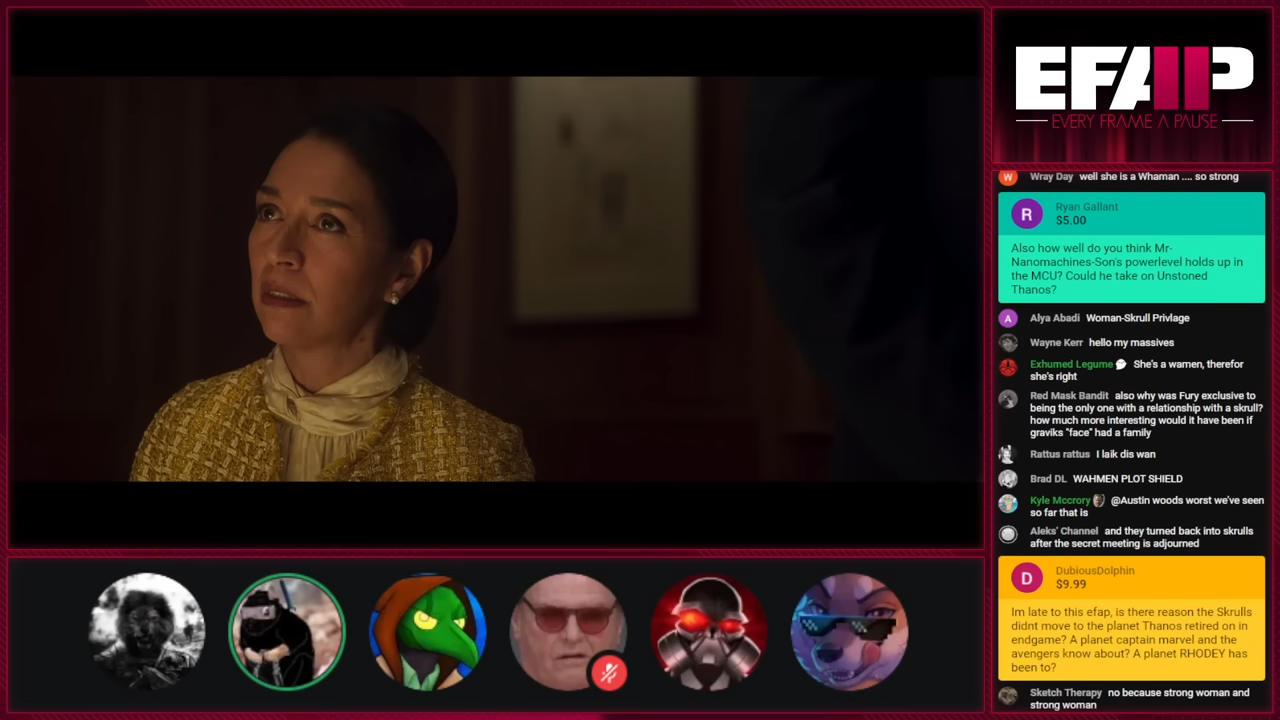 EFAP
EVERY FRAME A PAUSE
W Wray Day well she is a Whaman .... so strong
R Ryan Gallant
$5.00
Also how well do you think Mr-
Nanomachines-Son's powerlevel holds up in
the MCU? Could he take on Unstoned
Thanos?
A Alya Abadi Woman-Skrull Privlage
Wayne Kerr hello my massives
Exhumed Legume She's a wamen, therefor
she's right
Red Mask Bandit also why was Fury exclusive to
being the only one with a relationship with a skrull?
how much more interesting would it have been if
graviks "face" had a family
Rattus rattus I laik dis wan
Brad DL WAHMEN PLOT SHIELD
Kyle Mccrory @Austin woods worst we've seen
so far that is
Aleks' Channel and they turned back into skrulls
after the secret meeting is adjourned
D DubiousDolphin
$9.99
Im late to this efap, is there reason the Skrulls
didnt move to the planet Thanos retired on in
endgame? A planet captain marvel and the
avengers know about? A planet RHODEY has
been to?
Sketch Therapy no because strong woman and
strong woman